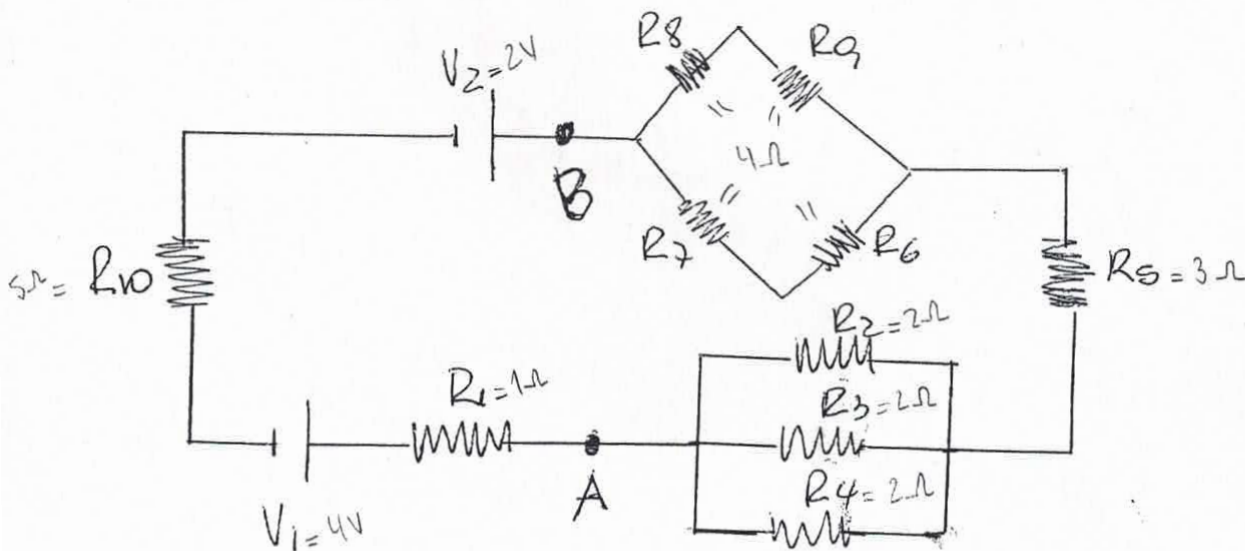 R8
R9
V2=2V
B
4Ω
R7
R6
5Ω= R10
R5=3Ω
R2=2Ω
R1=1Ω
R3=2Ω
A
R4=2Ω
V1=4V